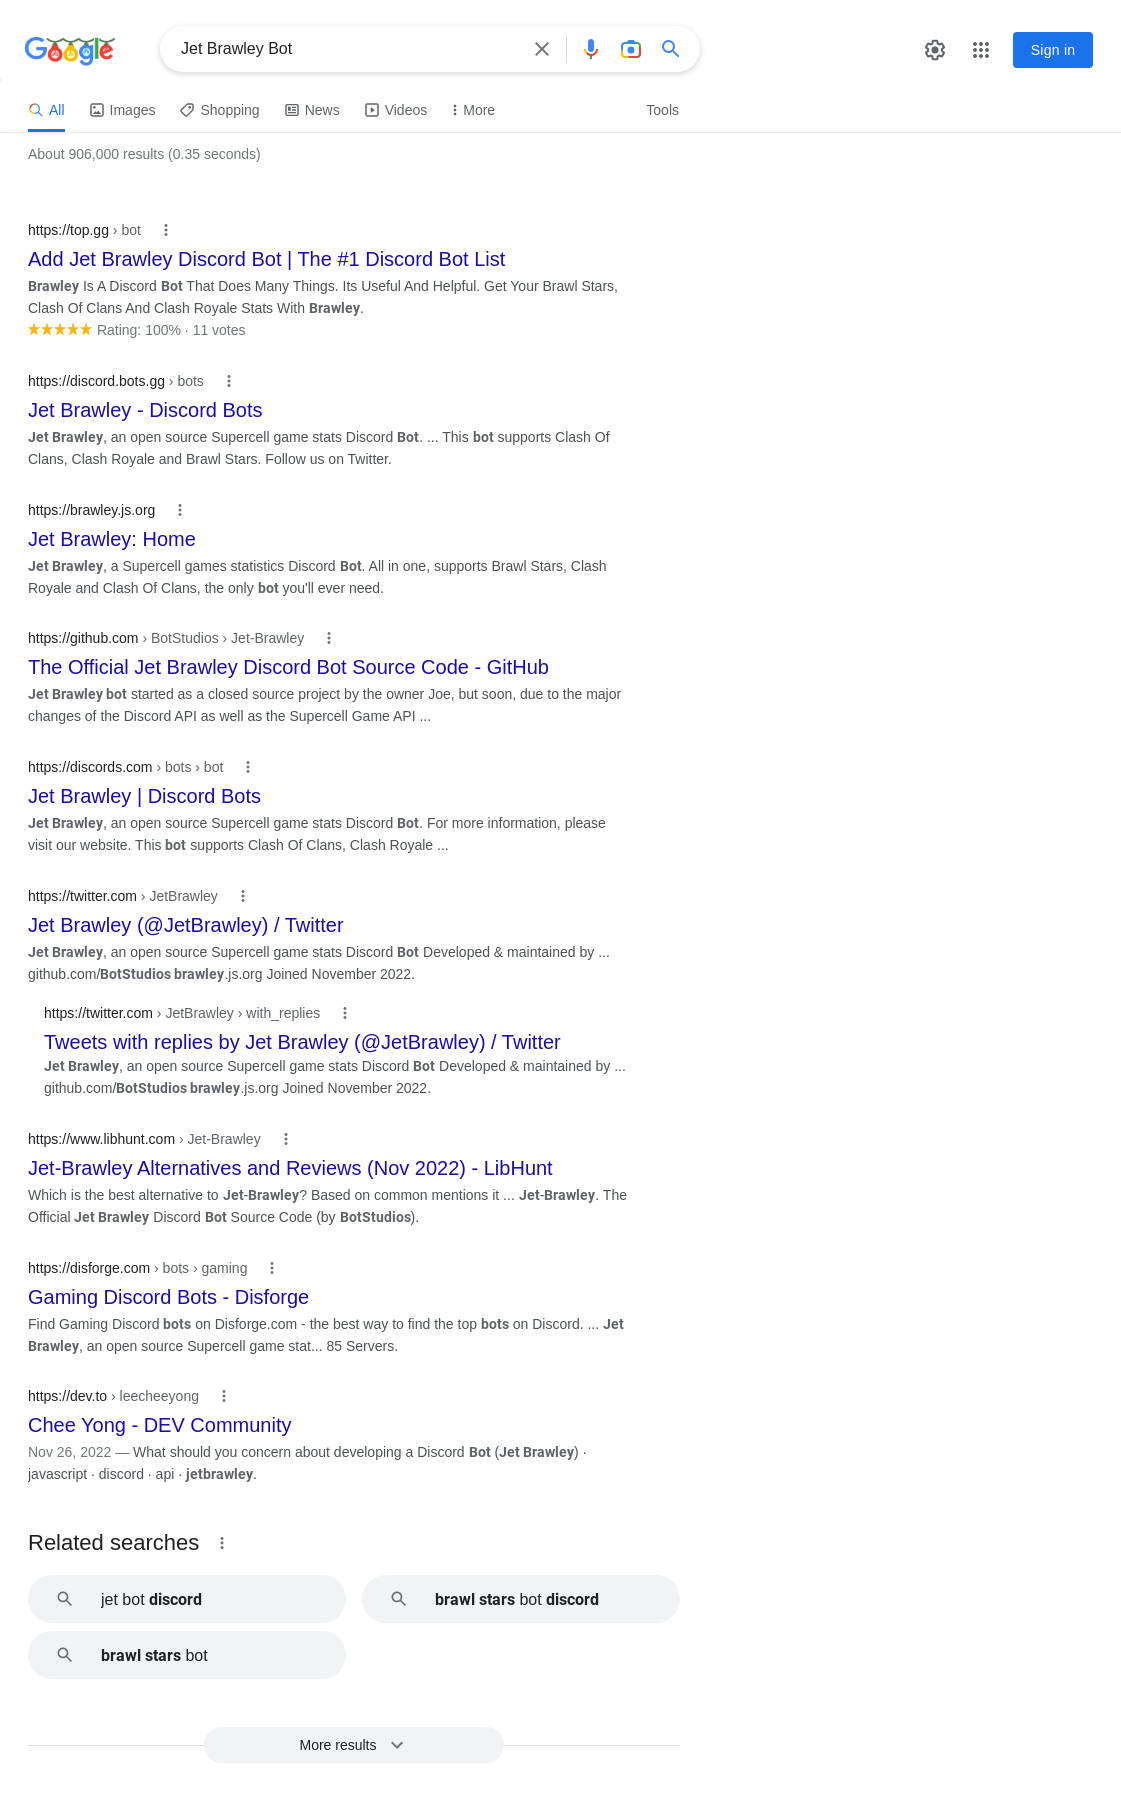 Google
Jet Brawley Bot
Sign in
All
Images
Shopping
News
Videos
More
Tools
About 906,000 results (0.35 seconds)
https://top.gg › bot
Add Jet Brawley Discord Bot | The #1 Discord Bot List
Brawley Is A Discord Bot That Does Many Things. Its Useful And Helpful. Get Your Brawl Stars,
Clash Of Clans And Clash Royale Stats With Brawley.
Rating: 100% · 11 votes
https://discord.bots.gg › bots
Jet Brawley - Discord Bots
Jet Brawley, an open source Supercell game stats Discord Bot. ... This bot supports Clash Of
Clans, Clash Royale and Brawl Stars. Follow us on Twitter.
https://brawley.js.org
Jet Brawley: Home
Jet Brawley, a Supercell games statistics Discord Bot. All in one, supports Brawl Stars, Clash
Royale and Clash Of Clans, the only bot you'll ever need.
https://github.com › BotStudios › Jet-Brawley
The Official Jet Brawley Discord Bot Source Code - GitHub
Jet Brawley bot started as a closed source project by the owner Joe, but soon, due to the major
changes of the Discord API as well as the Supercell Game API ...
https://discords.com › bots › bot
Jet Brawley | Discord Bots
Jet Brawley, an open source Supercell game stats Discord Bot. For more information, please
visit our website. This bot supports Clash Of Clans, Clash Royale ...
https://twitter.com › JetBrawley
Jet Brawley (@JetBrawley) / Twitter
Jet Brawley, an open source Supercell game stats Discord Bot Developed & maintained by ...
github.com/BotStudios brawley.js.org Joined November 2022.
https://twitter.com › JetBrawley › with_replies
Tweets with replies by Jet Brawley (@JetBrawley) / Twitter
Jet Brawley, an open source Supercell game stats Discord Bot Developed & maintained by ...
github.com/BotStudios brawley.js.org Joined November 2022.
https://www.libhunt.com › Jet-Brawley
Jet-Brawley Alternatives and Reviews (Nov 2022) - LibHunt
Which is the best alternative to Jet-Brawley? Based on common mentions it ... Jet-Brawley. The
Official Jet Brawley Discord Bot Source Code (by BotStudios).
https://disforge.com › bots › gaming
Gaming Discord Bots - Disforge
Find Gaming Discord bots on Disforge.com - the best way to find the top bots on Discord. ... Jet
Brawley, an open source Supercell game stat... 85 Servers.
https://dev.to › leecheeyong
Chee Yong - DEV Community
Nov 26, 2022 — What should you concern about developing a Discord Bot (Jet Brawley) ·
javascript · discord · api · jetbrawley.
Related searches
jet bot discord
brawl stars bot discord
brawl stars bot
More results